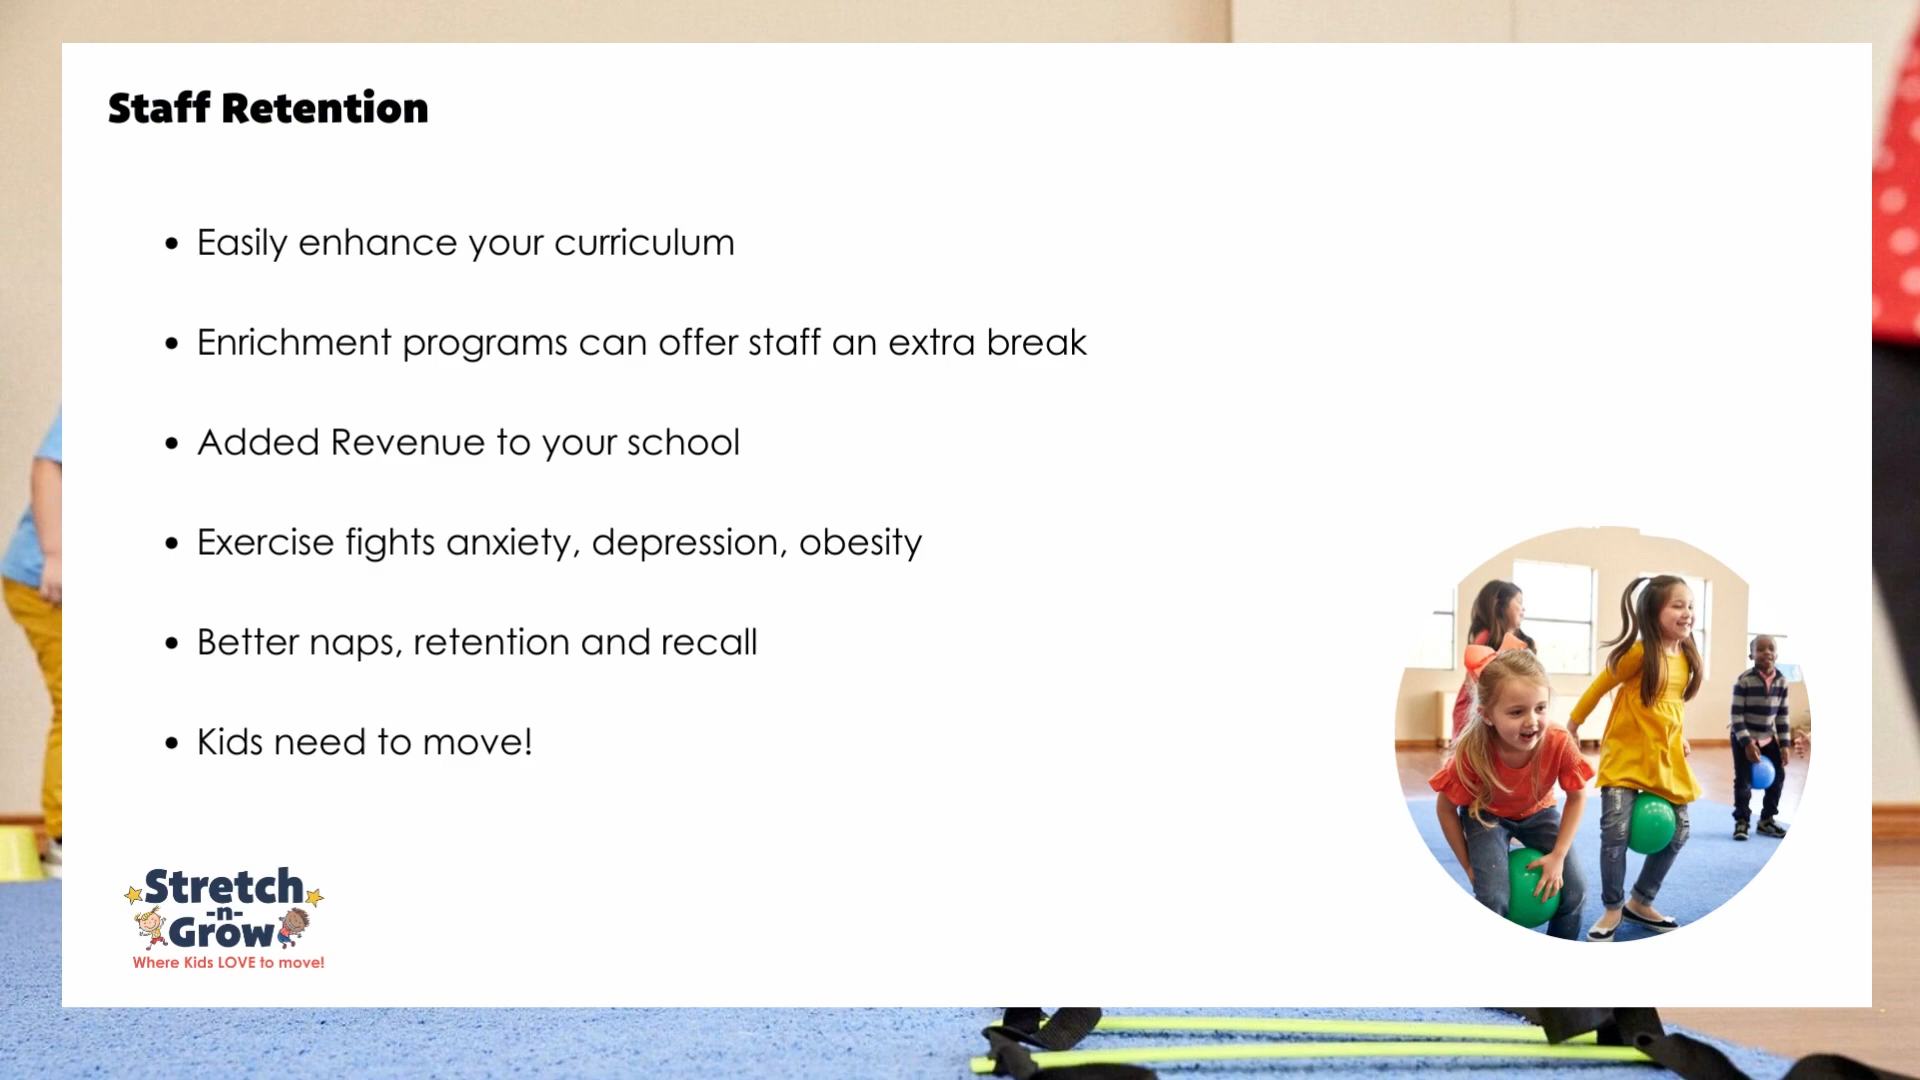 Staff Retention
Easily enhance your curriculum
Enrichment programs can offer staff an extra break
Added Revenue to your school
Exercise fights anxiety, depression, obesity
Better naps, retention and recall
Kids need to move!
Stretch
-n-
Grow
Where Kids LOVE to move!